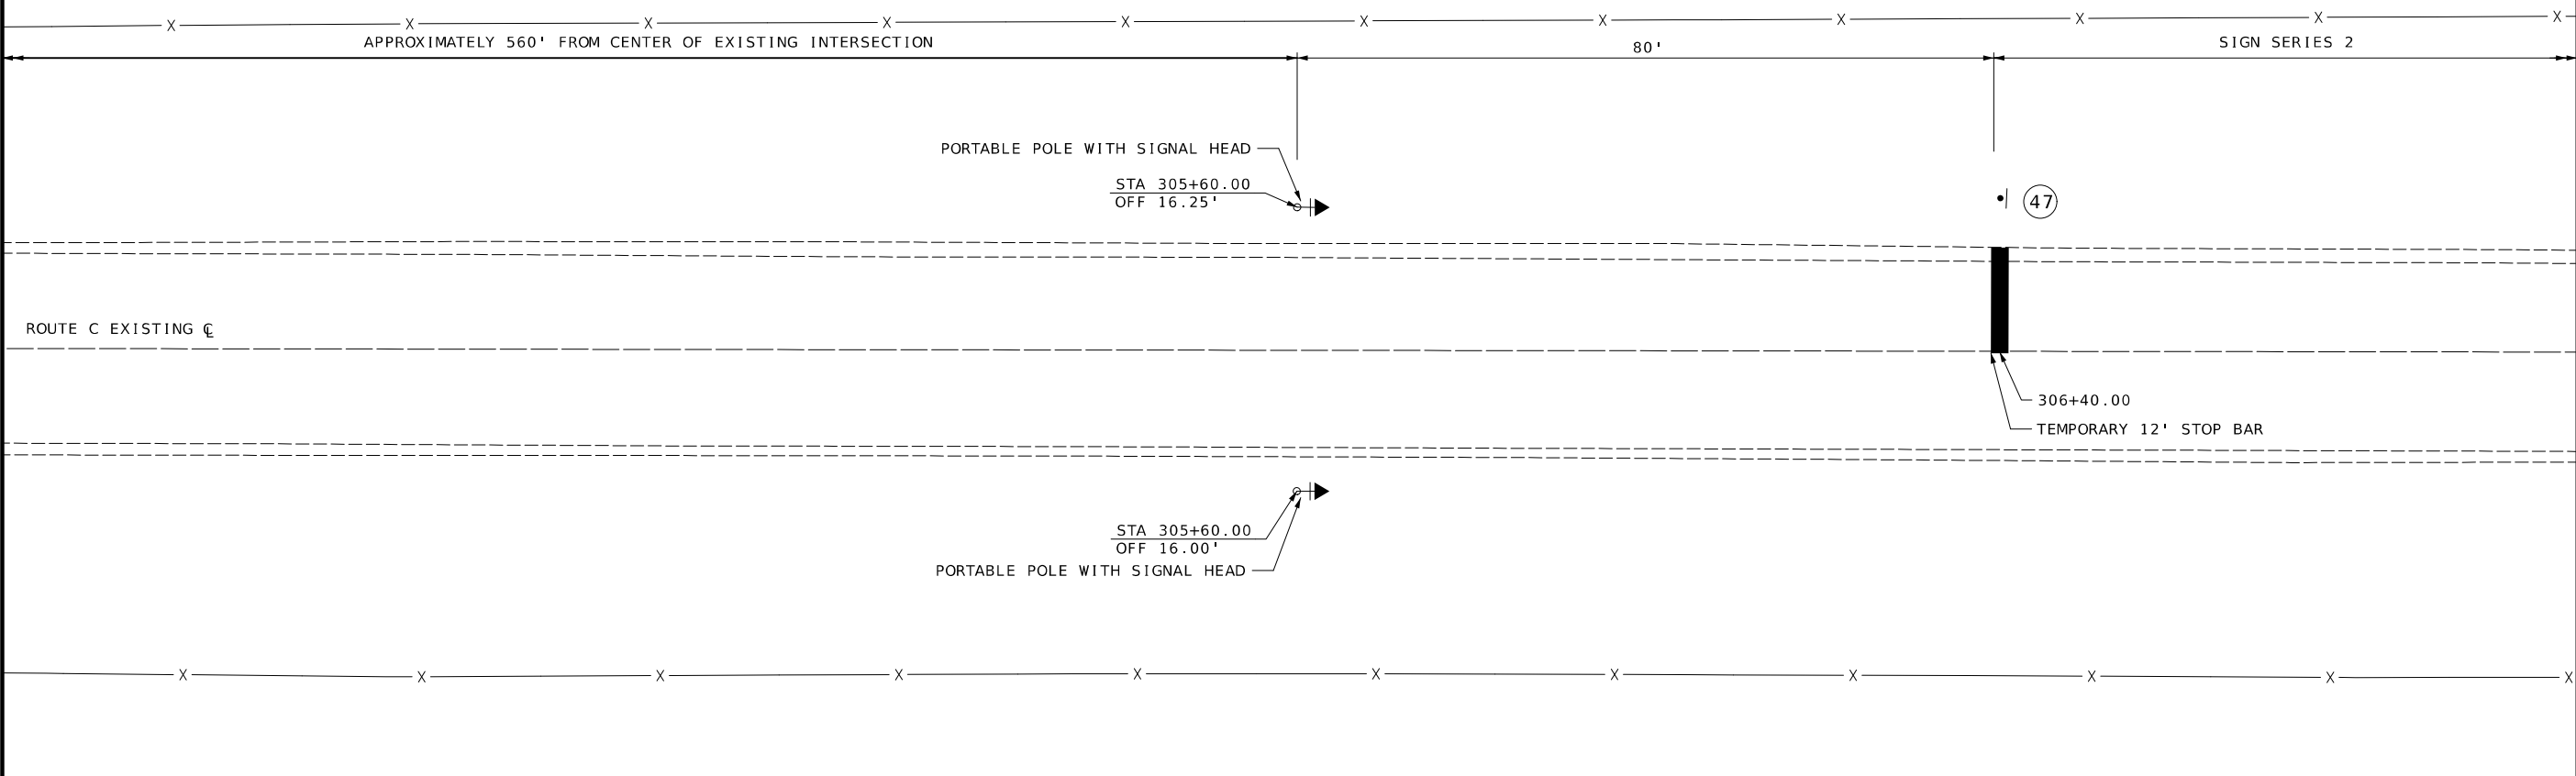 X X X X X X X X X X X
APPROXIMATELY 560' FROM CENTER OF EXISTING INTERSECTION
80'
SIGN SERIES 2
PORTABLE POLE WITH SIGNAL HEAD
STA 305+60.00
OFF 16.25'
47
ROUTE C EXISTING ℄
306+40.00
TEMPORARY 12' STOP BAR
STA 305+60.00
OFF 16.00'
PORTABLE POLE WITH SIGNAL HEAD
X X X X X X X X X X X